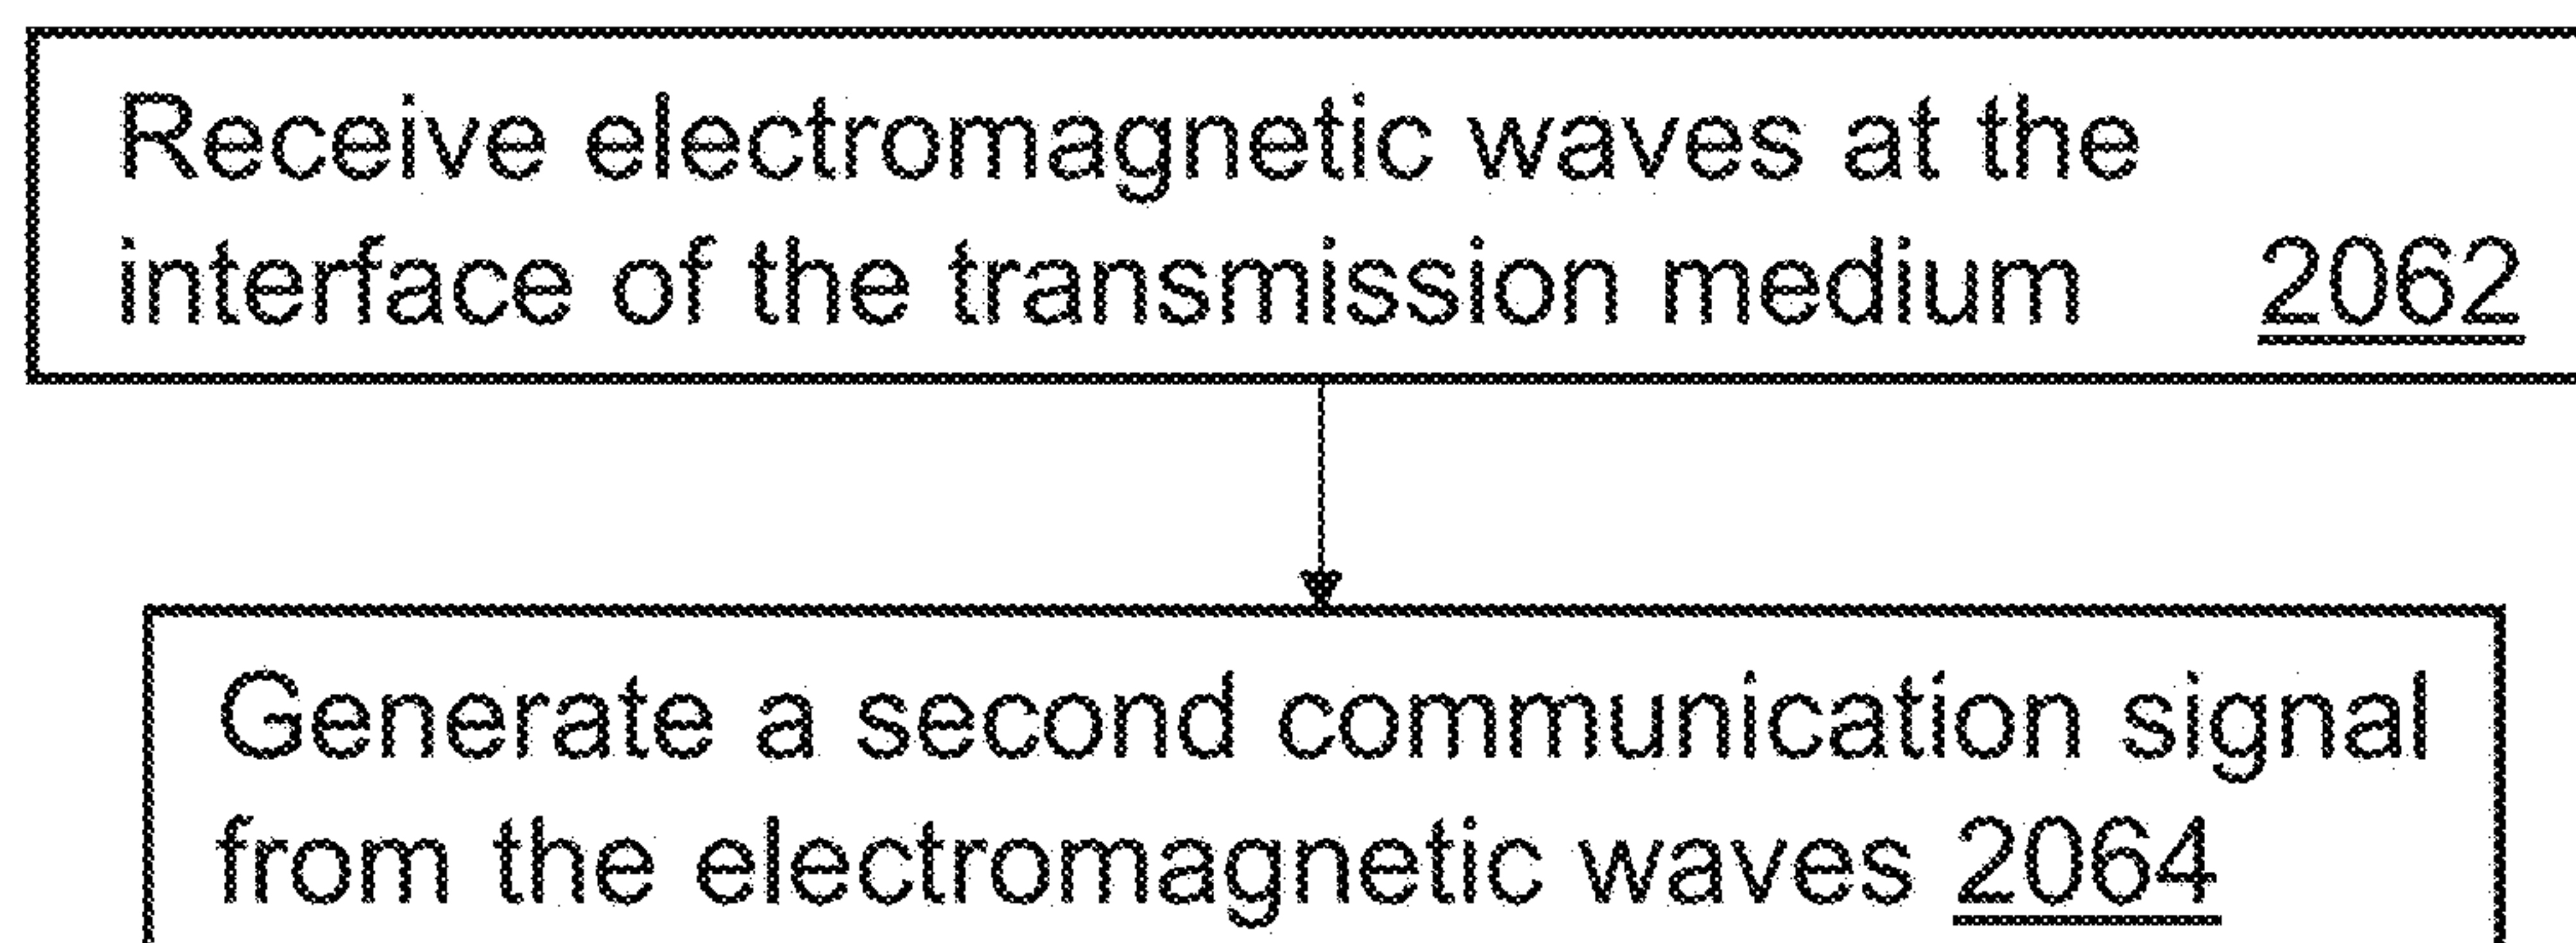 Receive electromagnetic waves at the
interface of the transmission medium 2062
Generate a second communication signal
from the electromagnetic waves 2064